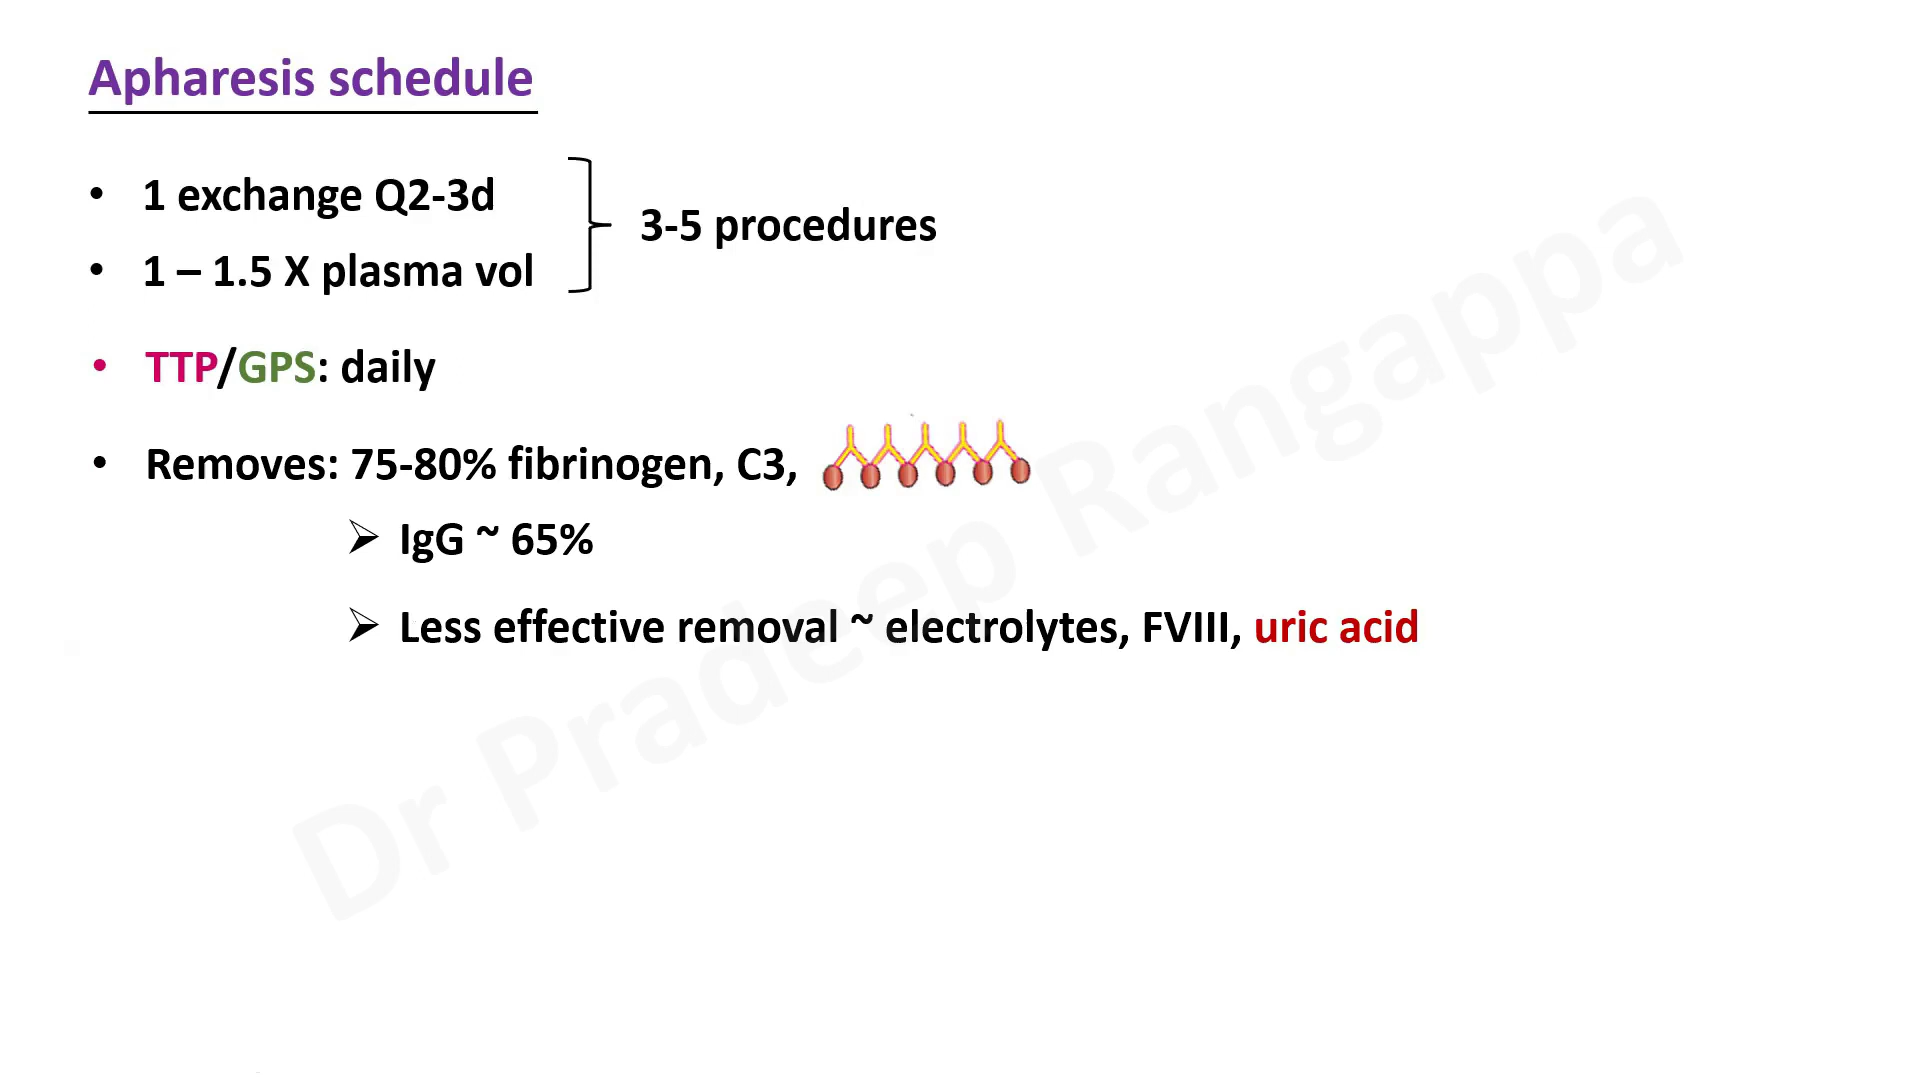 Apharesis schedule
• 1 exchange Q2-3d
• 1 – 1.5 X plasma vol
3-5 procedures
• TTP/GPS: daily
• Removes: 75-80% fibrinogen, C3,
➢ IgG ~ 65%
➢ Less effective removal ~ electrolytes, FVIII, uric acid
Dr Pradeep Rangappa